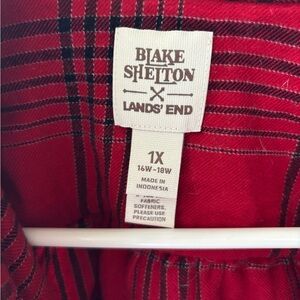 BLAKE
SHELTON
LANDS' END
1X
16W-18W
MADE IN
INDONESIA
FABRIC
SOFTENERS.
PLEASE USE
PRECAUTION